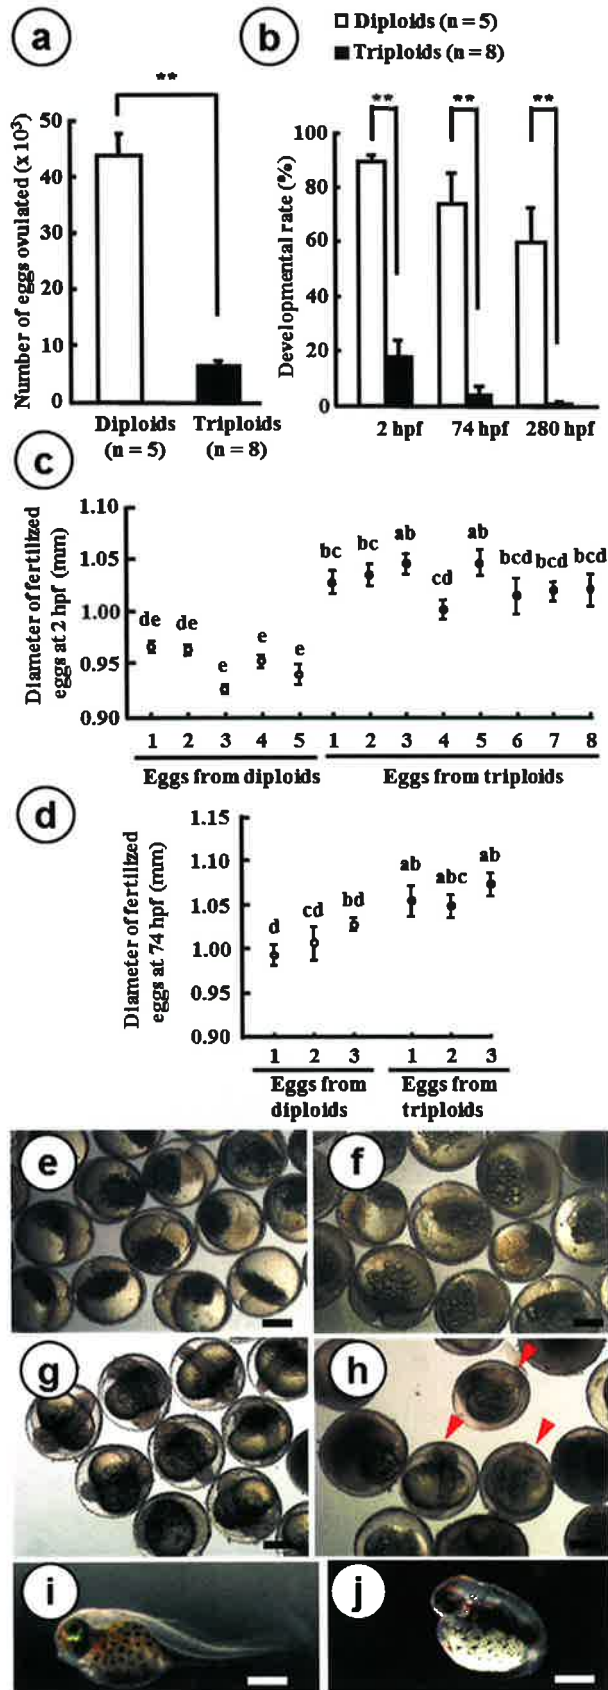 a
b
Diploids (n = 5)
Triploids (n = 8)
**
Number of eggs ovulated (x 10³)
50
40
30
20
10
0
Diploids
(n = 5)
Triploids
(n = 8)
** ** **
Developmental rate (%)
100
80
60
40
20
0
2 hpf 74 hpf 280 hpf
c
Diameter of fertilized
eggs at 2 hpf (mm)
1.10
1.05
1.00
0.95
0.90
de de e e e bc bc ab cd ab bcd bcd bcd
1 2 3 4 5 1 2 3 4 5 6 7 8
Eggs from diploids Eggs from triploids
d
Diameter of fertilized
eggs at 74 hpf (mm)
1.15
1.10
1.05
1.00
0.95
0.90
d cd bd ab abc ab
1 2 3 1 2 3
Eggs from
diploids
Eggs from
triploids
e
f
g
h
i
j